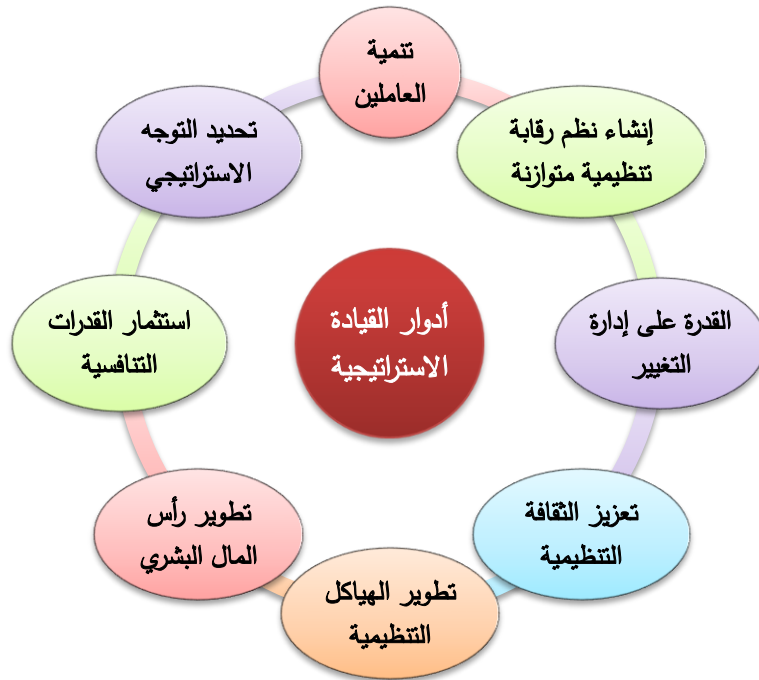 تنمية
العاملين
إنشاء نظم رقابة
تنظيمية متوازنة
القدرة على إدارة
التغيير
تعزيز الثقافة
التنظيمية
تطوير الهياكل
التنظيمية
تطوير رأس
المال البشري
استثمار القدرات
التنافسية
تحديد التوجه
الاستراتيجي
أدوار القيادة
الاستراتيجية